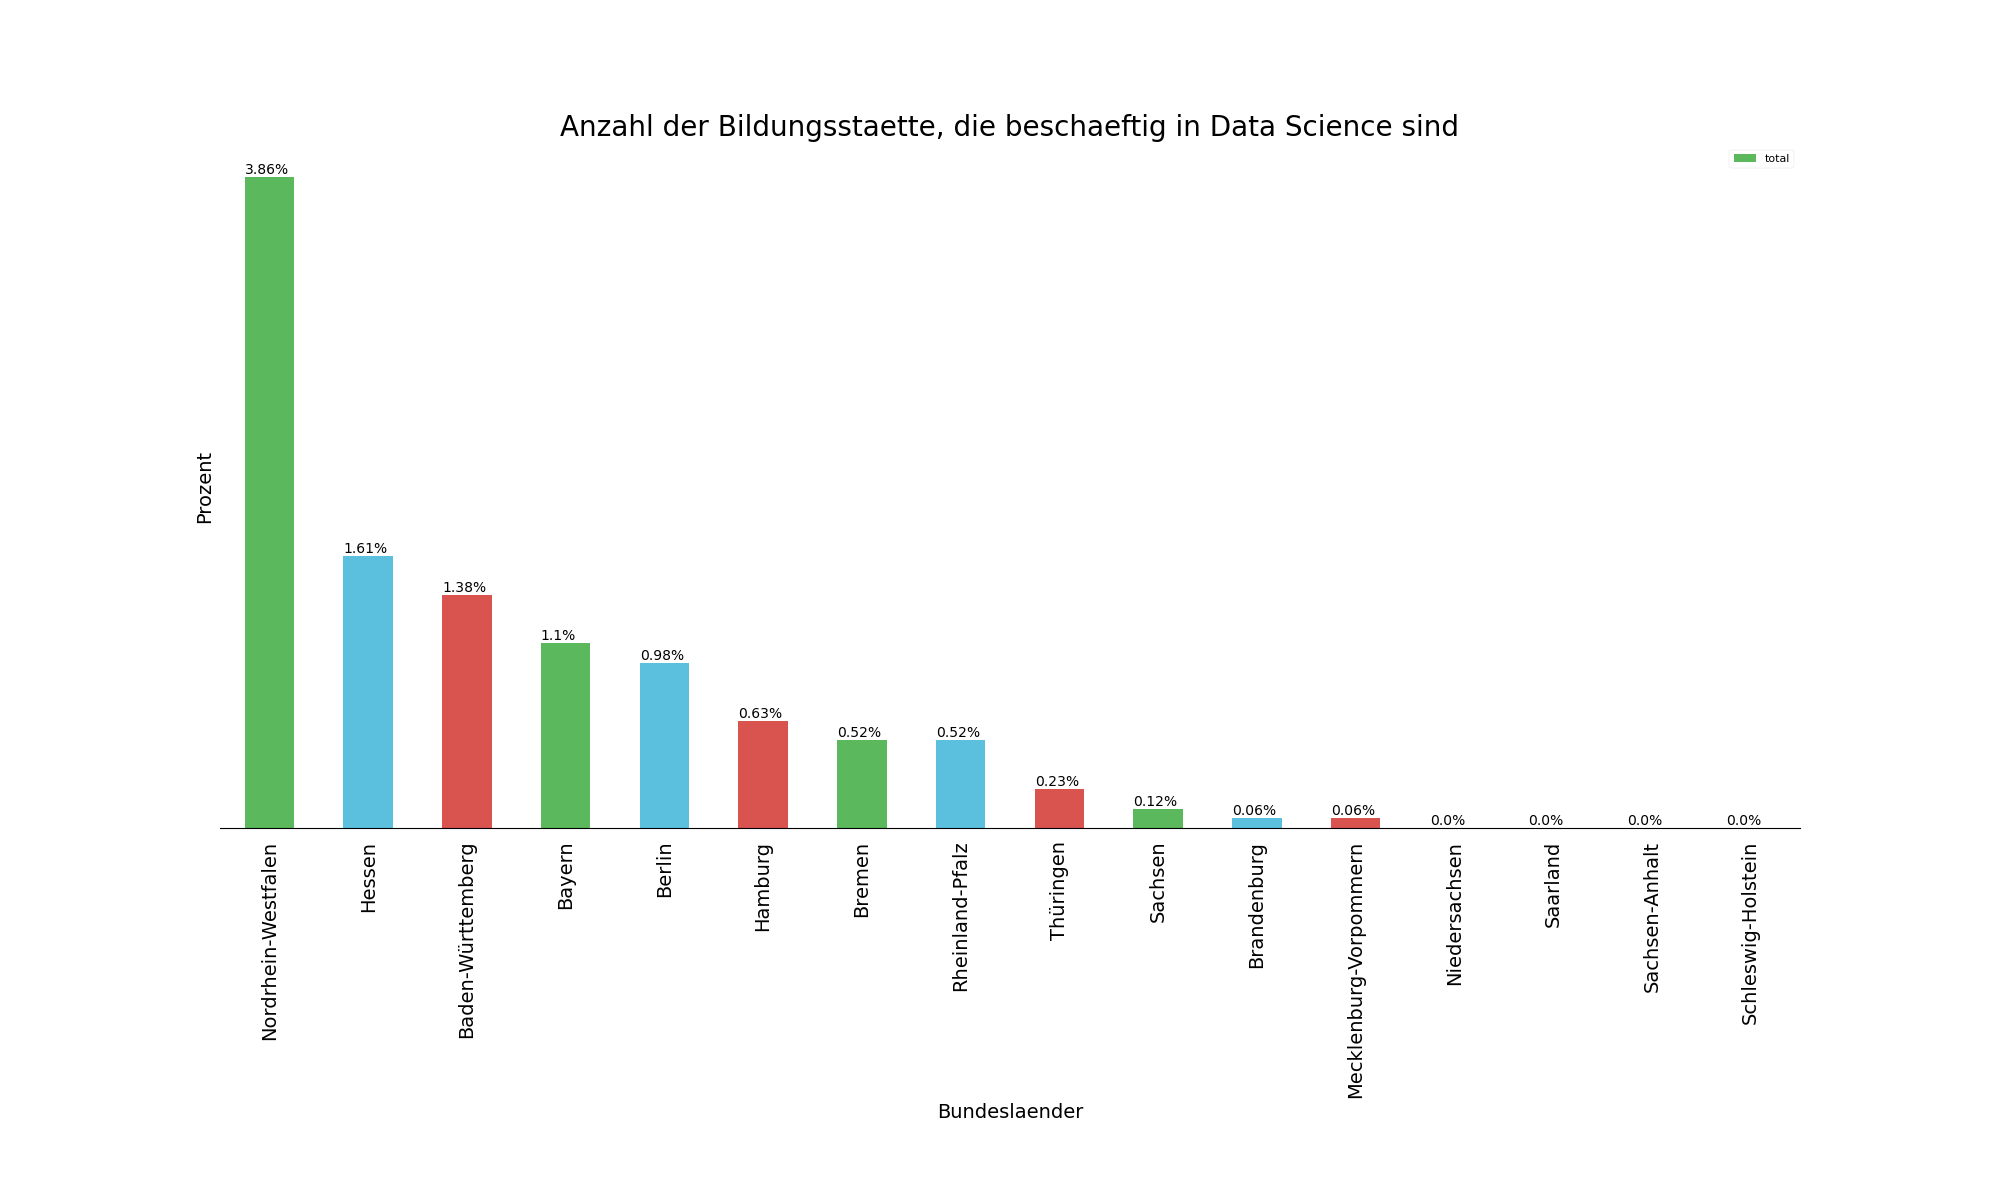 Anzahl der Bildungsstaette, die beschaeftig in Data Science sind
total
Prozent
3.86%
1.61%
1.38%
1.1%
0.98%
0.63%
0.52%
0.52%
0.23%
0.12%
0.06%
0.06%
0.0%
0.0%
0.0%
0.0%
Nordrhein-Westfalen
Hessen
Baden-Württemberg
Bayern
Berlin
Hamburg
Bremen
Rheinland-Pfalz
Thüringen
Sachsen
Brandenburg
Mecklenburg-Vorpommern
Niedersachsen
Saarland
Sachsen-Anhalt
Schleswig-Holstein
Bundeslaender